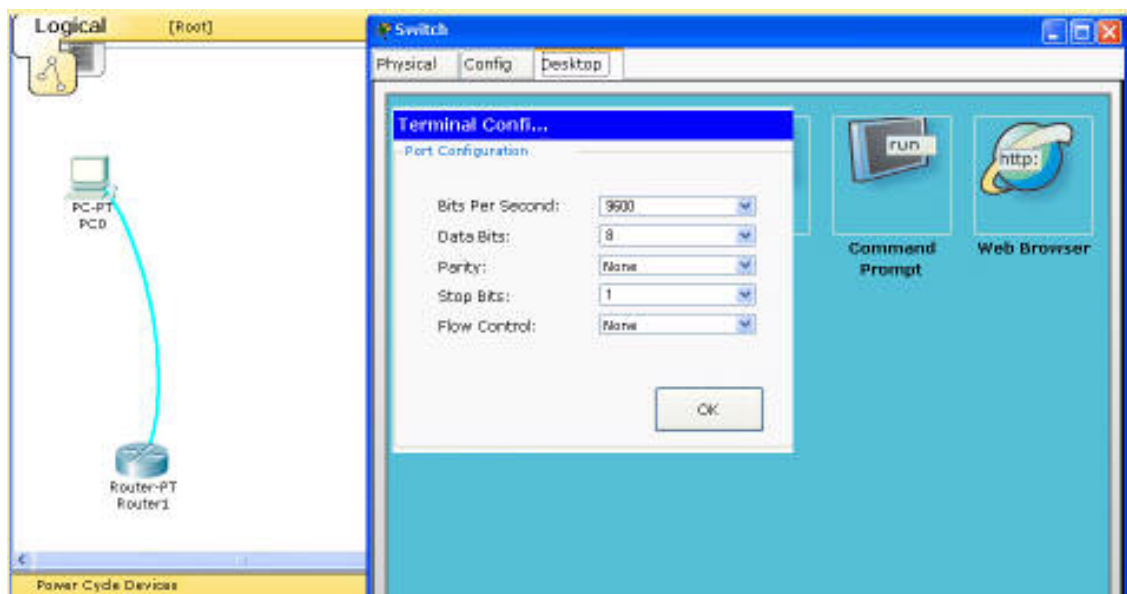 Logical [Root]
Switch
Physical Config Desktop
Terminal Confi...
Port Configuration
Bits Per Second: 9600
Data Bits: 8
Parity: None
Stop Bits: 1
Flow Control: None
OK
run
http:
Command
Prompt
Web Browser
PC-PT
PC0
Router-PT
Router1
Power Cycle Devices